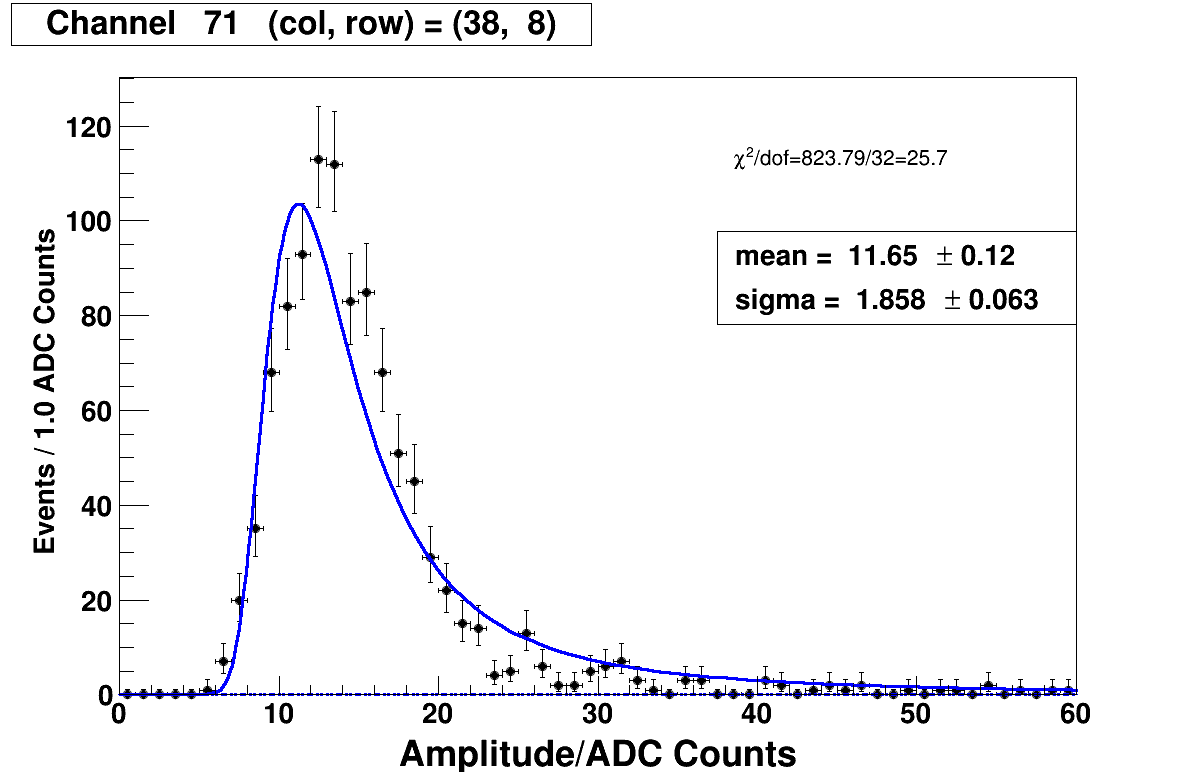 Channel 71 (col, row) = (38, 8)
χ²/dof=823.79/32=25.7
mean = 11.65 ± 0.12
sigma = 1.858 ± 0.063
Events / 1.0 ADC Counts
120
100
80
60
40
20
0
0 10 20 30 40 50 60
Amplitude/ADC Counts